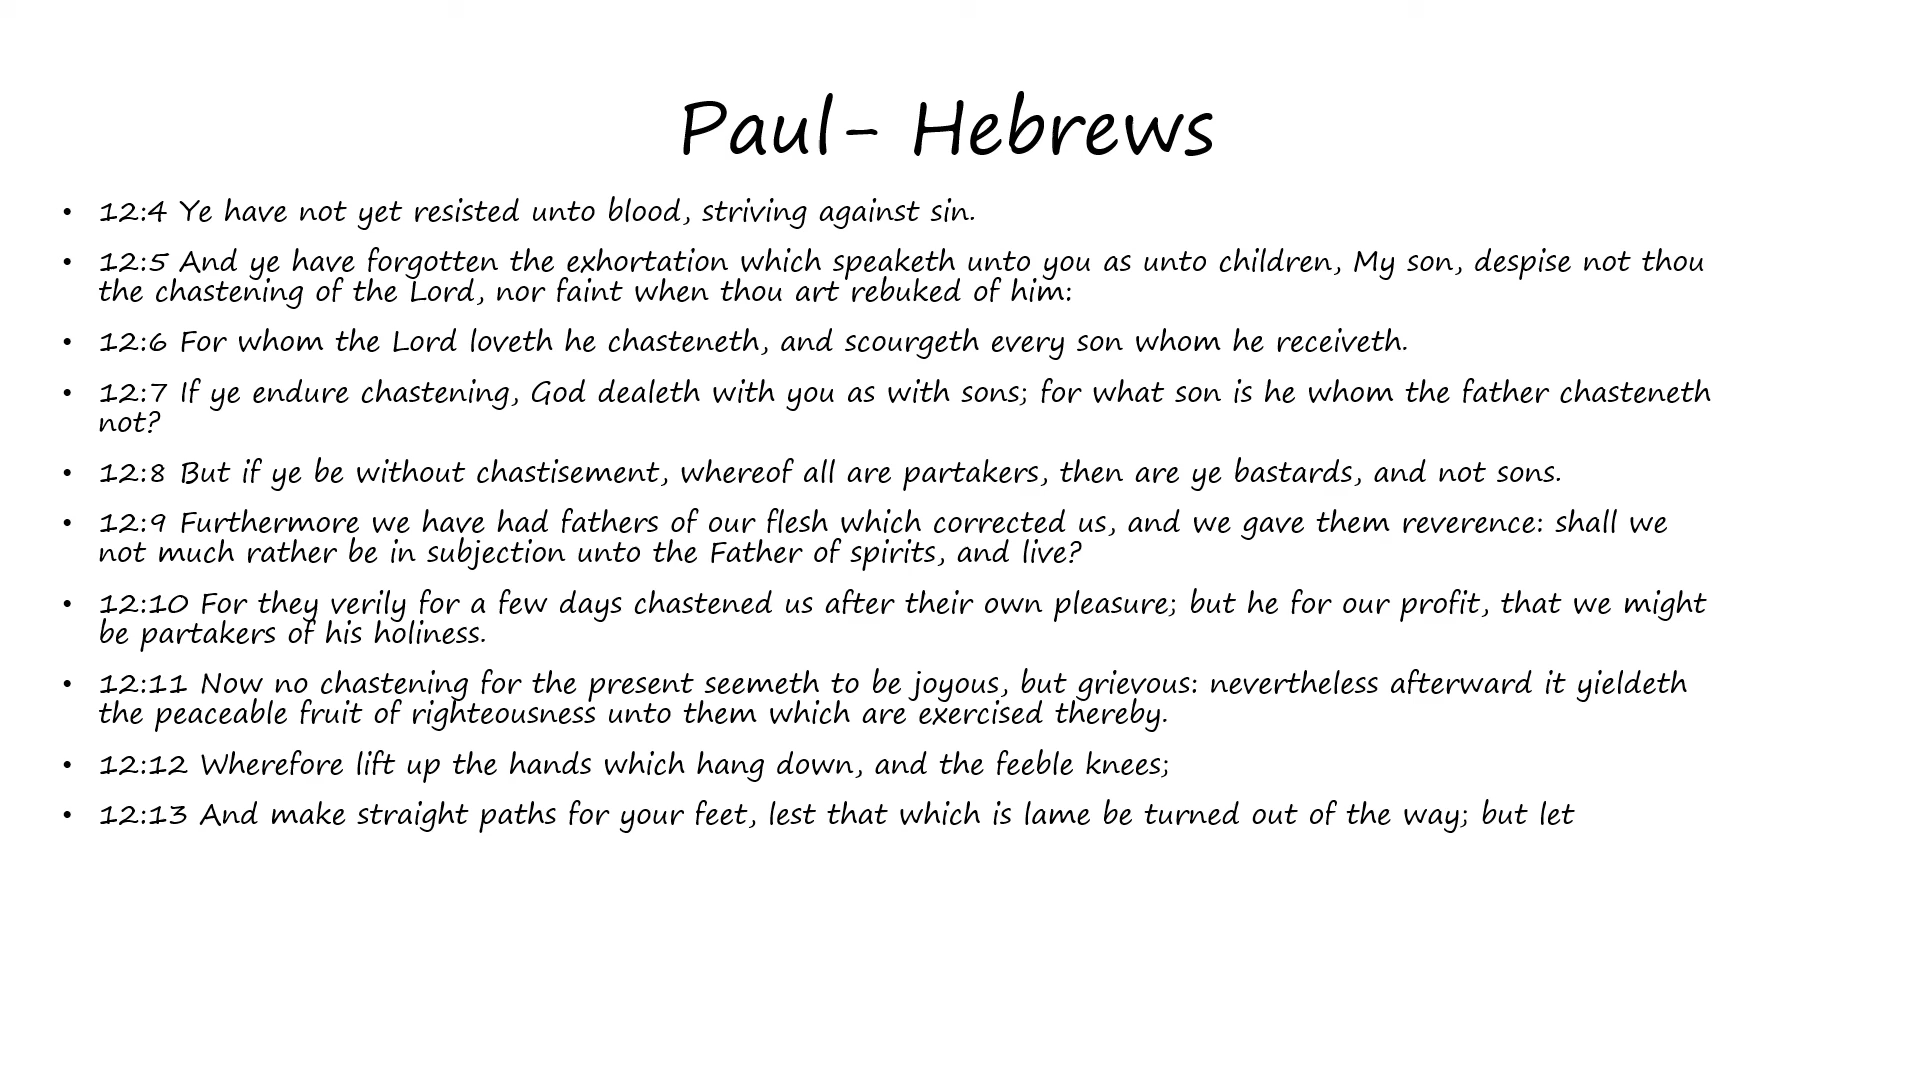 Paul- Hebrews
• 12:4 Ye have not yet resisted unto blood, striving against sin.
• 12:5 And ye have forgotten the exhortation which speaketh unto you as unto children, My son, despise not thou
the chastening of the Lord, nor faint when thou art rebuked of him:
• 12:6 For whom the Lord loveth he chasteneth, and scourgeth every son whom he receiveth.
• 12:7 If ye endure chastening, God dealeth with you as with sons; for what son is he whom the father chasteneth
not?
• 12:8 But if ye be without chastisement, whereof all are partakers, then are ye bastards, and not sons.
• 12:9 Furthermore we have had fathers of our flesh which corrected us, and we gave them reverence: shall we
not much rather be in subjection unto the Father of spirits, and live?
• 12:10 For they verily for a few days chastened us after their own pleasure; but he for our profit, that we might
be partakers of his holiness.
• 12:11 Now no chastening for the present seemeth to be joyous, but grievous: nevertheless afterward it yieldeth
the peaceable fruit of righteousness unto them which are exercised thereby.
• 12:12 Wherefore lift up the hands which hang down, and the feeble knees;
• 12:13 And make straight paths for your feet, lest that which is lame be turned out of the way; but let